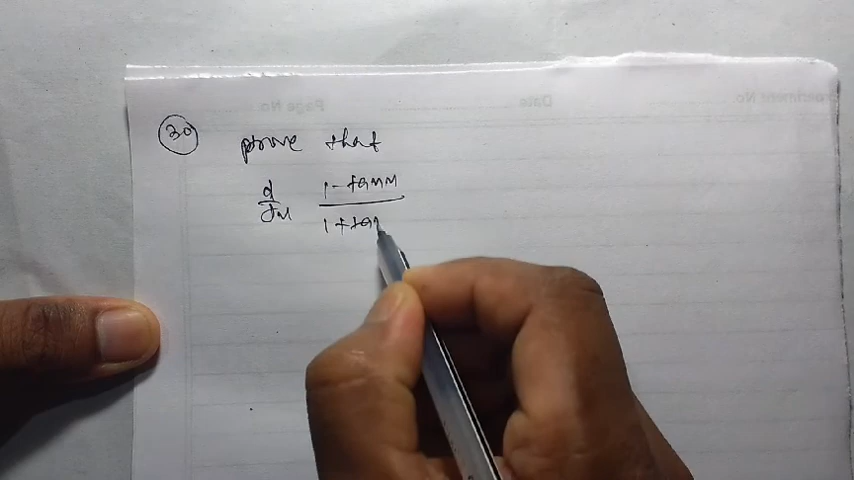 30
prove that
d/dx 1 - tanx
1 + tan